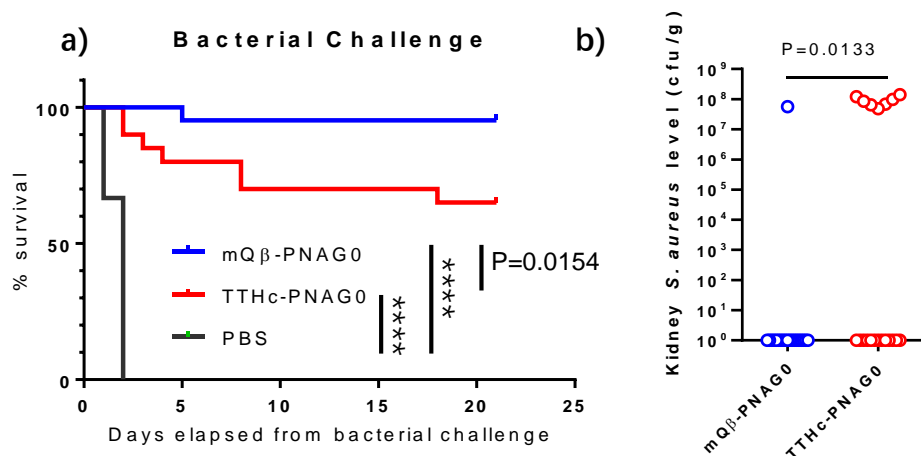 a)
Bacterial Challenge
% survival
100
50
0
0 5 10 15 20 25
Days elapsed from bacterial challenge
mQβ-PNAG0
TTHc-PNAG0
PBS
****
****
P=0.0154
b)
P=0.0133
Kidney S. aureus level (cfu/g)
10⁹
10⁸
10⁷
10⁶
10⁵
10⁴
10³
10²
10¹
10⁰
mQβ-PNAG0
TTHc-PNAG0